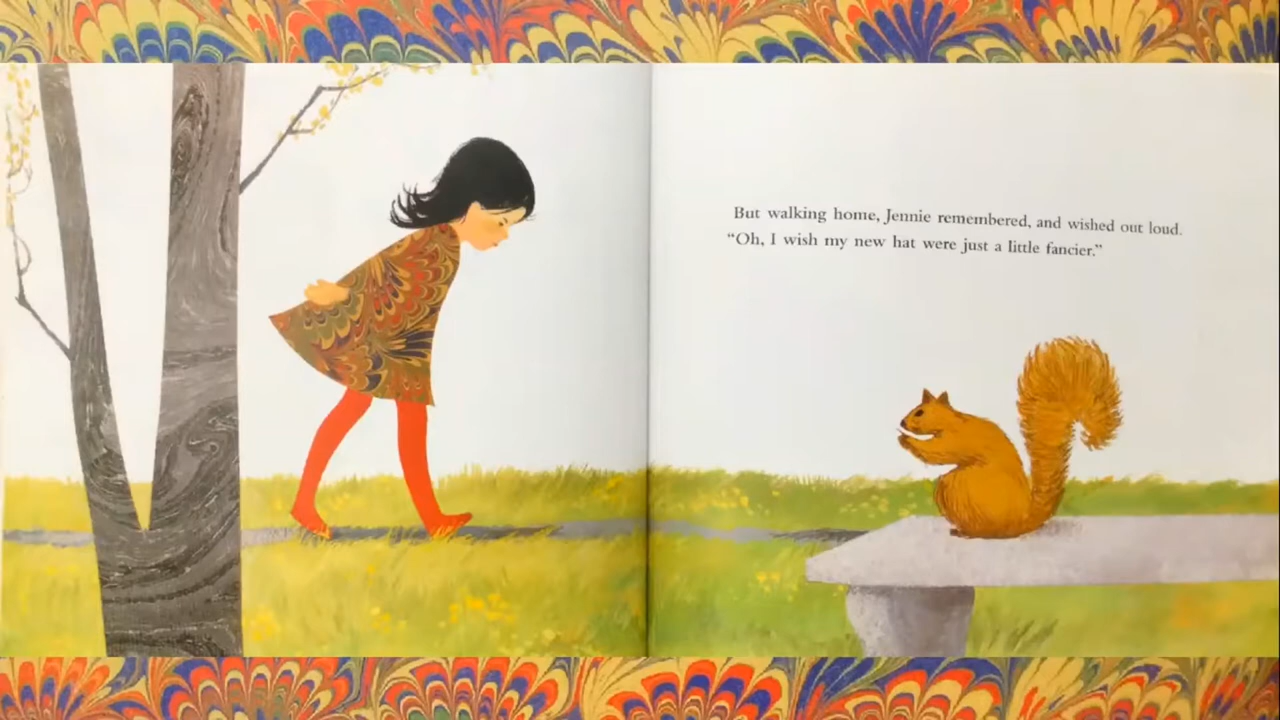 But walking home, Jennie remembered, and wished out loud.
“Oh, I wish my new hat were just a little fancier.”